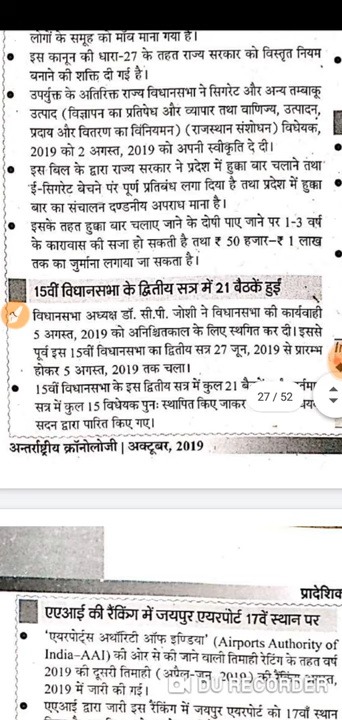 लोगों के समूह को मॉब माना गया है।
इस कानून की धारा-27 के तहत राज्य सरकार को विस्तृत नियम
बनाने की शक्ति दी गई है।
उपर्युक्त के अतिरिक्त राज्य विधानसभा ने सिगरेट और अन्य तम्बाकू
उत्पाद (विज्ञापन का प्रतिषेध और व्यापार तथा वाणिज्य, उत्पादन,
प्रदाय और वितरण का विनियमन) (राजस्थान संशोधन) विधेयक,
2019 को 2 अगस्त, 2019 को अपनी स्वीकृति दे दी।
इस बिल के द्वारा राज्य सरकार ने प्रदेश में हुक्का बार चलाने तथा
ई-सिगरेट बेचने पर पूर्ण प्रतिबंध लगा दिया है तथा प्रदेश में हुक्का
बार का संचालन दण्डनीय अपराध माना है।
इसके तहत हुक्का बार चलाए जाने के दोषी पाए जाने पर 1-3 वर्ष
के कारावास की सजा हो सकती है तथा ₹ 50 हजार–₹ 1 लाख
तक का जुर्माना लगाया जा सकता है।
15वीं विधानसभा के द्वितीय सत्र में 21 बैठकें हुईं
विधानसभा अध्यक्ष डॉ. सी.पी. जोशी ने विधानसभा की कार्यवाही
5 अगस्त, 2019 को अनिश्चितकाल के लिए स्थगित कर दी। इससे
पूर्व इस 15वीं विधानसभा का द्वितीय सत्र 27 जून, 2019 से प्रारम्भ
होकर 5 अगस्त, 2019 तक चला।
15वीं विधानसभा के इस द्वितीय सत्र में कुल 21
सत्र में कुल 15 विधेयक पुनः स्थापित किए जाकर
27 / 52
सदन द्वारा पारित किए गए।
अन्तर्राष्ट्रीय क्रॉनोलॉजी | अक्टूबर, 2019
एएआई की रैंकिंग में जयपुर एयरपोर्ट 17वें स्थान पर
'एयरपोर्ट्स अथॉरिटी ऑफ इण्डिया' (Airports Authority of
India–AAI) की ओर से की जाने वाली तिमाही रेटिंग के तहत वर्ष
2019 की दूसरी तिमाही (अप्रैल-जून, 2019) की रैंकिंग
DU RECORDER
2019 में जारी की गई।
एएआई द्वारा जारी इस रैंकिंग में जयपुर एयरपोर्ट को 17वां स्थान